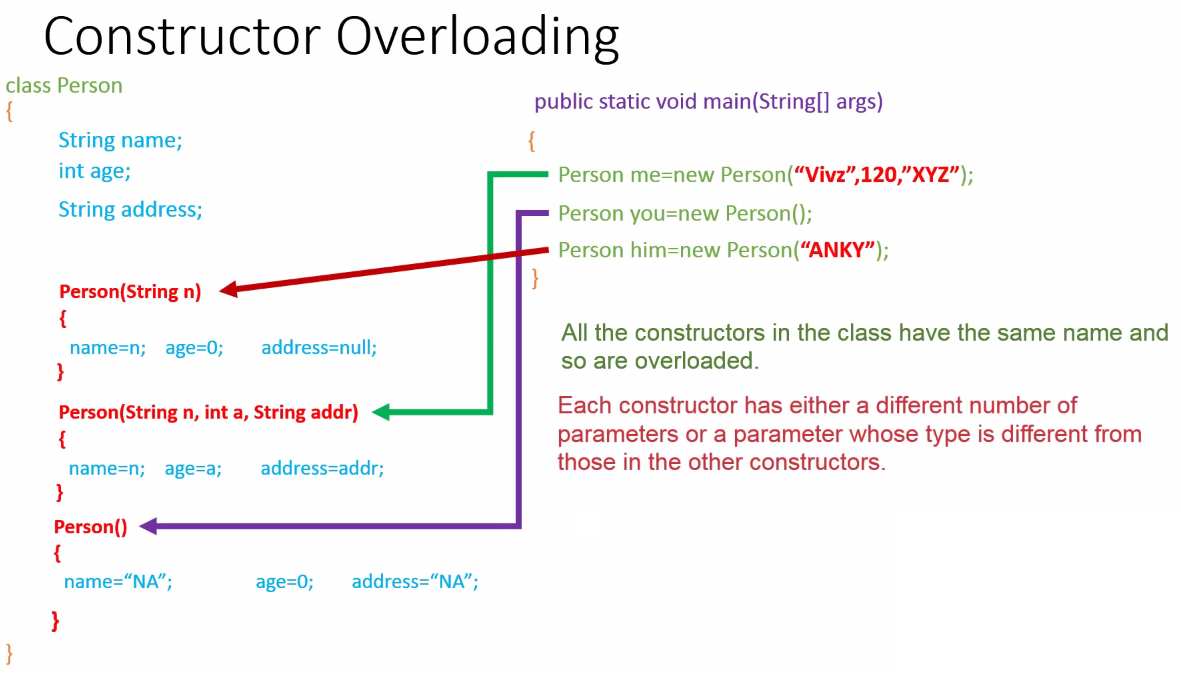 Constructor Overloading
class Person
{
String name;
int age;
String address;
Person(String n)
{
name=n; age=0; address=null;
}
Person(String n, int a, String addr)
{
name=n; age=a; address=addr;
}
Person()
{
name=“NA”; age=0; address=“NA”;
}
}
public static void main(String[] args)
{
Person me=new Person(“Vivz”,120,”XYZ”);
Person you=new Person();
Person him=new Person(“ANKY”);
}
All the constructors in the class have the same name and
so are overloaded.
Each constructor has either a different number of
parameters or a parameter whose type is different from
those in the other constructors.